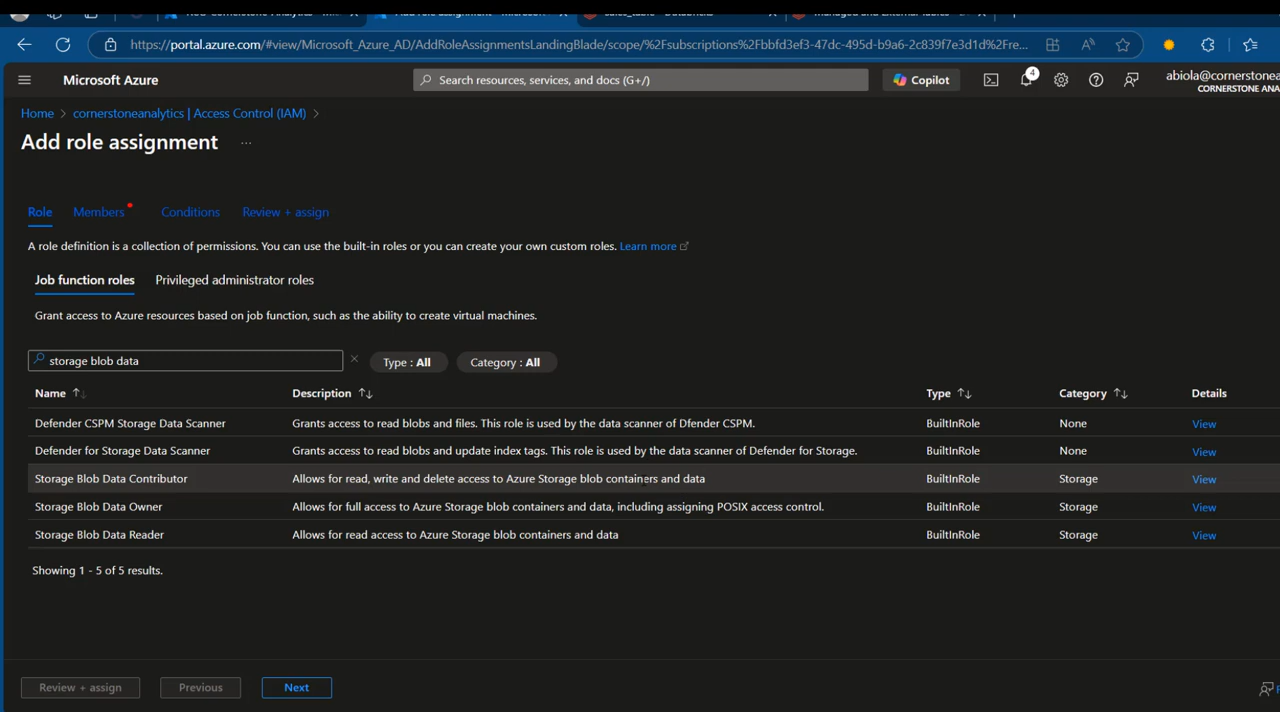 https://portal.azure.com/#view/Microsoft_Azure_AD/AddRoleAssignmentsLandingBlade/scope/%2Fsubscriptions%2Fbbfd3ef3-47dc-495d-b9a6-2c839f7e3d1d%2Fre...
Microsoft Azure
Search resources, services, and docs (G+/)
Copilot
4
abiola@cornerstonea
CORNERSTONE ANA
Home > cornerstoneanalytics | Access Control (IAM) >
Add role assignment ...
Role Members Conditions Review + assign
A role definition is a collection of permissions. You can use the built-in roles or you can create your own custom roles. Learn more
Job function roles Privileged administrator roles
Grant access to Azure resources based on job function, such as the ability to create virtual machines.
storage blob data Type : All Category : All
Name Description Type Category Details
Defender CSPM Storage Data Scanner Grants access to read blobs and files. This role is used by the data scanner of Dfender CSPM. BuiltInRole None View
Defender for Storage Data Scanner Grants access to read blobs and update index tags. This role is used by the data scanner of Defender for Storage. BuiltInRole None View
Storage Blob Data Contributor Allows for read, write and delete access to Azure Storage blob containers and data BuiltInRole Storage View
Storage Blob Data Owner Allows for full access to Azure Storage blob containers and data, including assigning POSIX access control. BuiltInRole Storage View
Storage Blob Data Reader Allows for read access to Azure Storage blob containers and data BuiltInRole Storage View
Showing 1 - 5 of 5 results.
Review + assign Previous Next